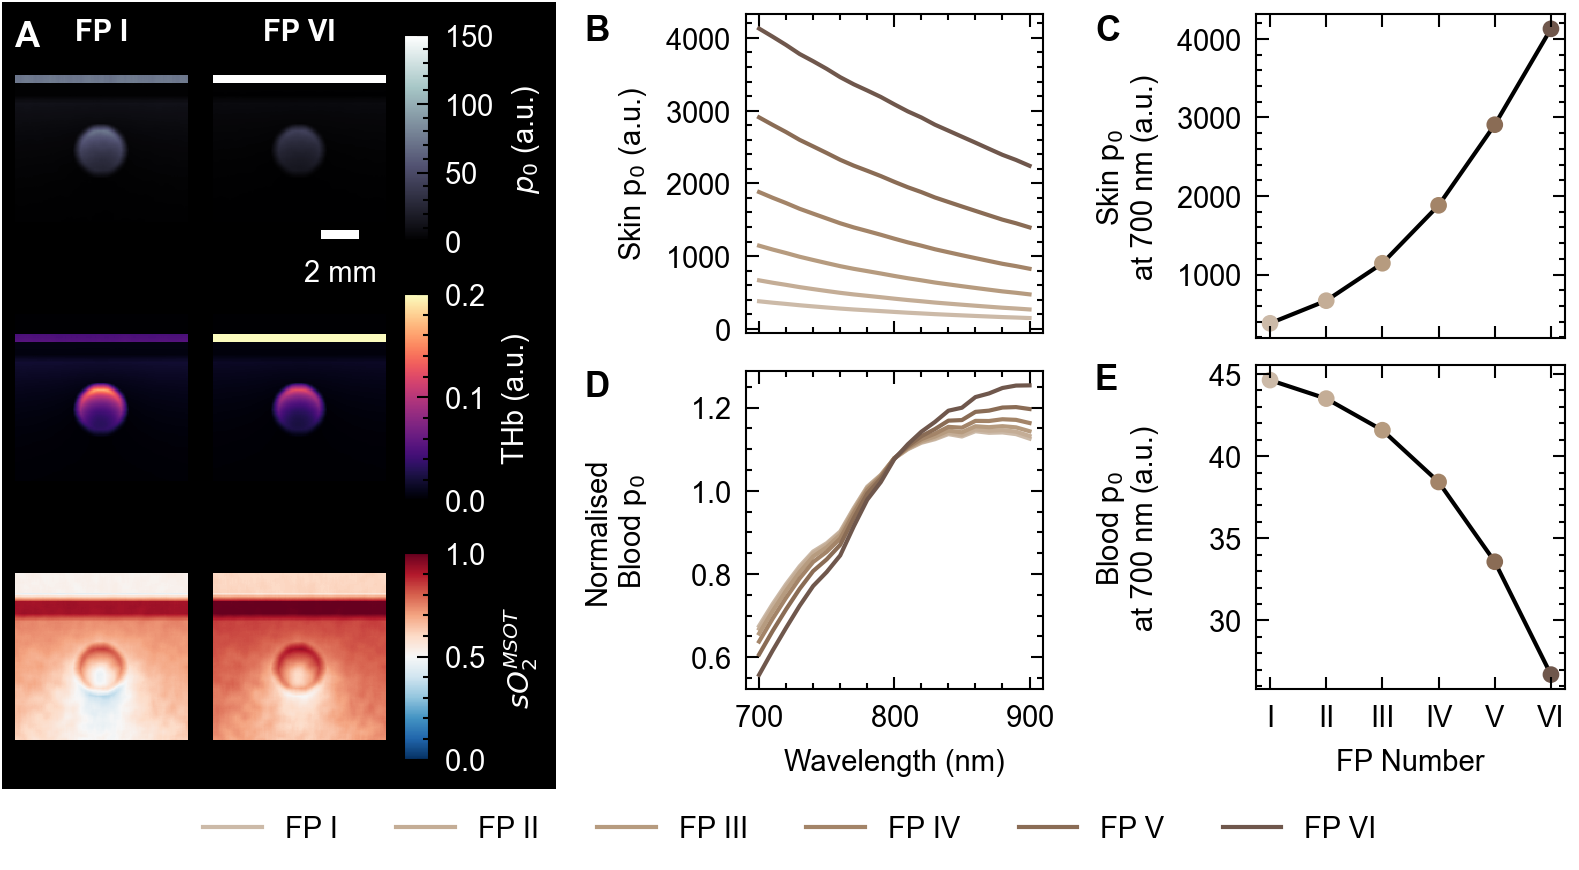 A
FP I
FP VI
150
100
50
0
p0 (a.u.)
2 mm
0.2
0.1
0.0
THb (a.u.)
1.0
0.5
0.0
sO2MSOT
B
4000
3000
2000
1000
0
Skin p0 (a.u.)
C
4000
3000
2000
1000
Skin p0
at 700 nm (a.u.)
D
1.2
1.0
0.8
0.6
Normalised
Blood p0
700
800
900
Wavelength (nm)
E
45
40
35
30
Blood p0
at 700 nm (a.u.)
I
II
III
IV
V
VI
FP Number
FP I
FP II
FP III
FP IV
FP V
FP VI